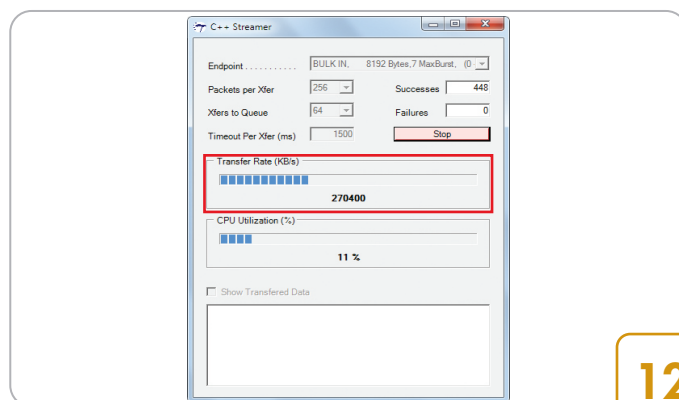 C++ Streamer
Endpoint . . . . . . . . . . . BULK IN, 8192 Bytes,7 MaxBurst, (0 -
Packets per Xfer 256 Successes 448
Xfers to Queue 64 Failures 0
Timeout Per Xfer (ms) 1500 Stop
Transfer Rate (KB/s)
270400
CPU Utilization (%)
11 %
Show Transfered Data
12